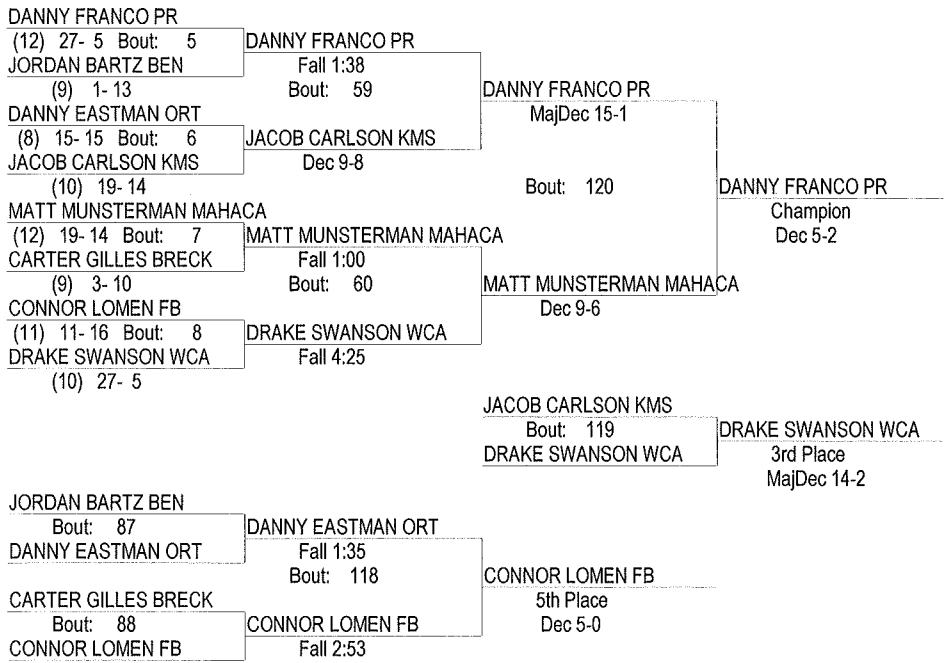 DANNY FRANCO PR
(12) 27- 5 Bout: 5
JORDAN BARTZ BEN
(9) 1- 13
DANNY EASTMAN ORT
(8) 15- 15 Bout: 6
JACOB CARLSON KMS
(10) 19- 14
MATT MUNSTERMAN MAHACA
(12) 19- 14 Bout: 7
CARTER GILLES BRECK
(9) 3- 10
CONNOR LOMEN FB
(11) 11- 16 Bout: 8
DRAKE SWANSON WCA
(10) 27- 5
DANNY FRANCO PR
Fall 1:38
Bout: 59
JACOB CARLSON KMS
Dec 9-8
MATT MUNSTERMAN MAHACA
Fall 1:00
Bout: 60
DRAKE SWANSON WCA
Fall 4:25
DANNY FRANCO PR
MajDec 15-1
Bout: 120
MATT MUNSTERMAN MAHACA
Dec 9-6
DANNY FRANCO PR
Champion
Dec 5-2
JACOB CARLSON KMS
Bout: 119
DRAKE SWANSON WCA
DRAKE SWANSON WCA
3rd Place
MajDec 14-2
JORDAN BARTZ BEN
Bout: 87
DANNY EASTMAN ORT
CARTER GILLES BRECK
Bout: 88
CONNOR LOMEN FB
DANNY EASTMAN ORT
Fall 1:35
Bout: 118
CONNOR LOMEN FB
Fall 2:53
CONNOR LOMEN FB
5th Place
Dec 5-0